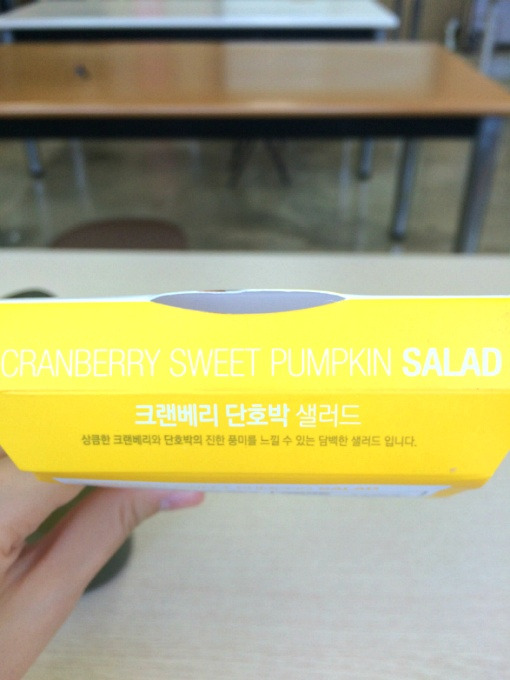 CRANBERRY SWEET PUMPKIN SALAD
크랜베리 단호박 샐러드
상큼한 크랜베리와 단호박의 진한 풍미를 느낄 수 있는 담백한 샐러드 입니다.